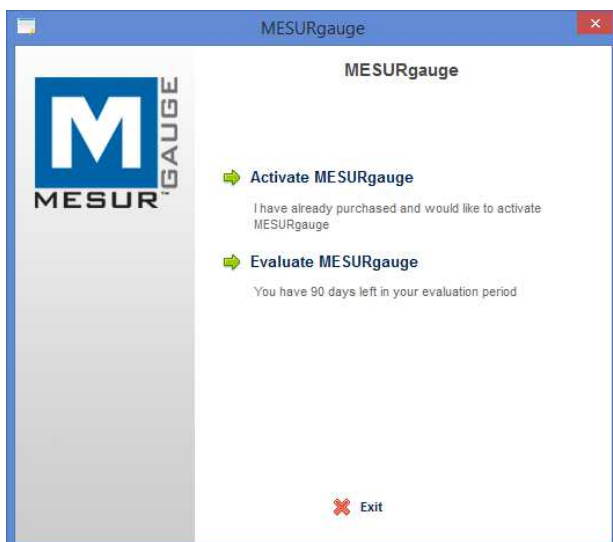 MESURgauge
MESURgauge
M
GAUGE
MESUR™
Activate MESURgauge
I have already purchased and would like to activate
MESURgauge
Evaluate MESURgauge
You have 90 days left in your evaluation period
Exit